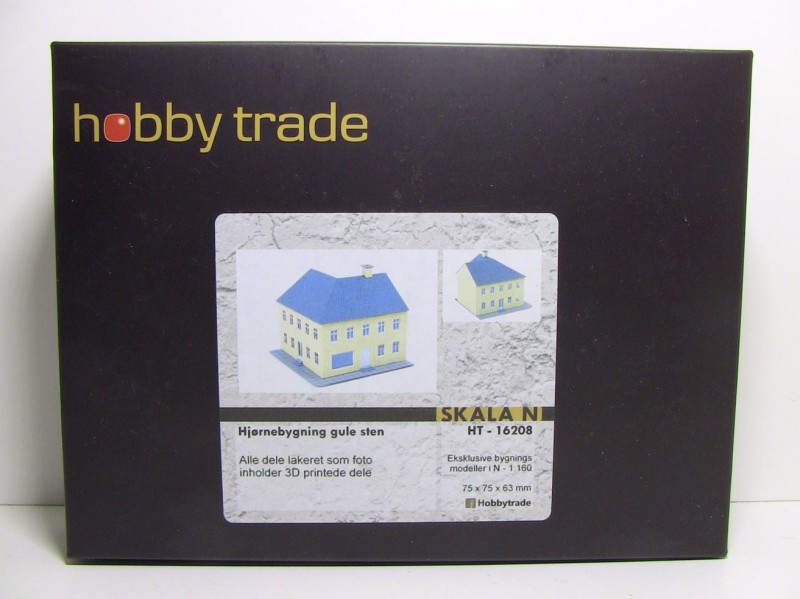 hobby trade
SKALA N
Hjørnebygning gule sten
HT - 16208
Alle dele lakeret som foto
inholder 3D printede dele
Eksklusive bygnings
modeller i N - 1:160
75 x 75 x 63 mm
Hobbytrade